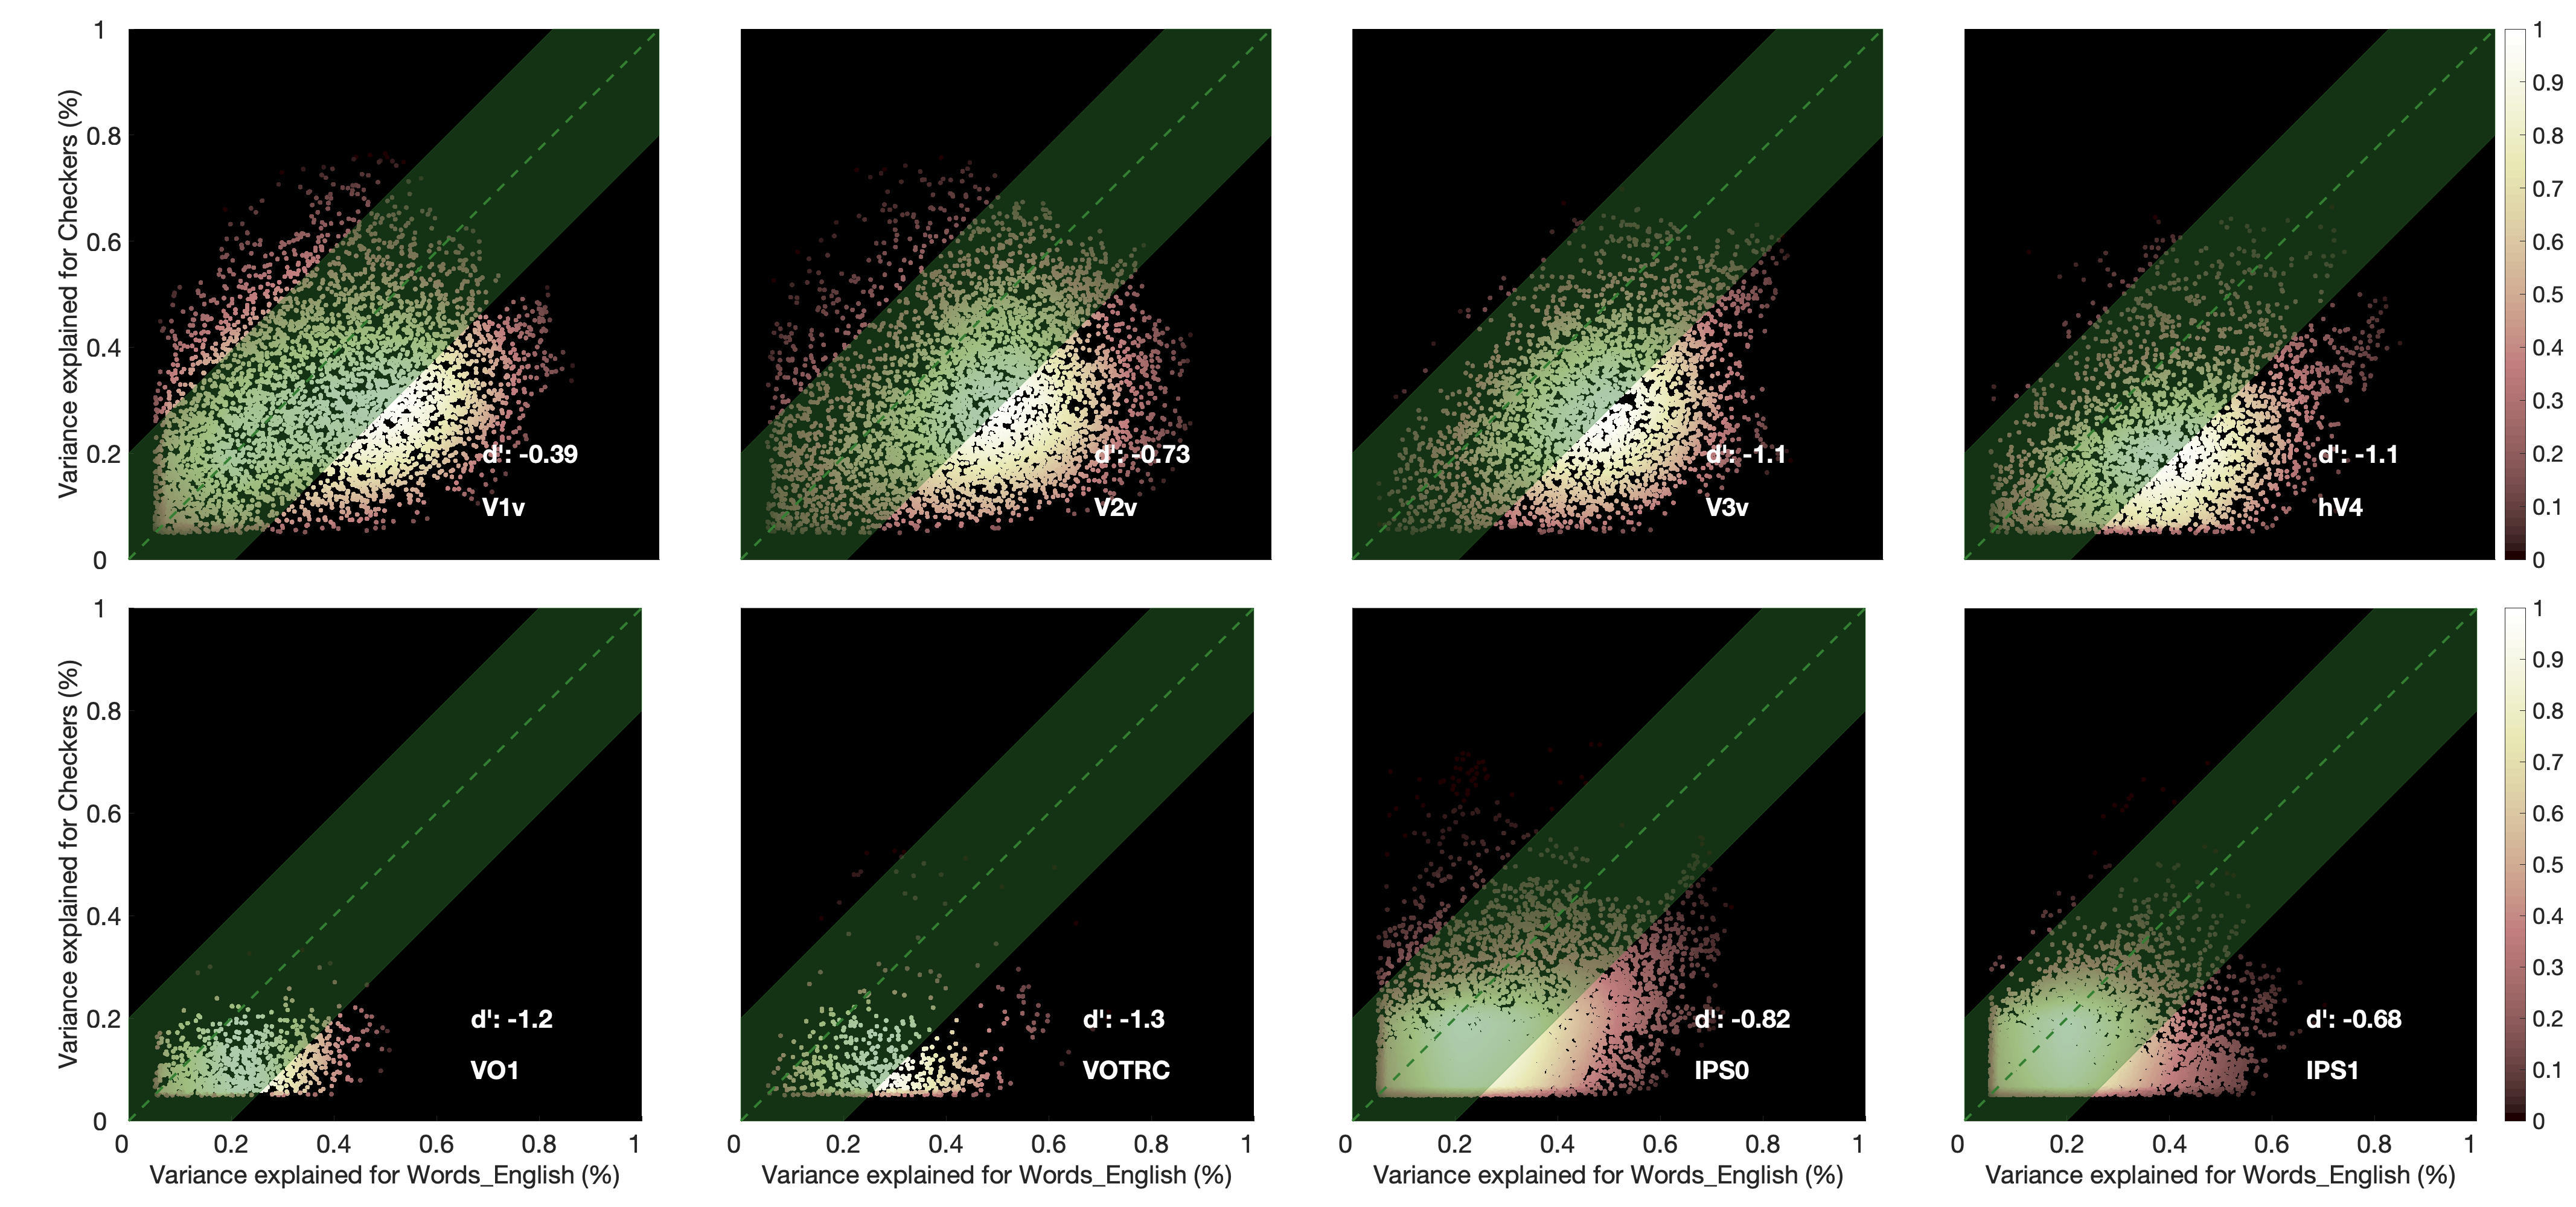 Variance explained for Checkers (%)
1
0.8
0.6
0.4
0.2
0
d': -0.39
V1v
d': -0.73
V2v
d': -1.1
V3v
d': -1.1
hV4
1
0.9
0.8
0.7
0.6
0.5
0.4
0.3
0.2
0.1
0
Variance explained for Checkers (%)
1
0.8
0.6
0.4
0.2
0
d': -1.2
VO1
0 0.2 0.4 0.6 0.8 1
Variance explained for Words_English (%)
d': -1.3
VOTRC
0 0.2 0.4 0.6 0.8 1
Variance explained for Words_English (%)
d': -0.82
IPS0
0 0.2 0.4 0.6 0.8 1
Variance explained for Words_English (%)
d': -0.68
IPS1
0 0.2 0.4 0.6 0.8 1
Variance explained for Words_English (%)
1
0.9
0.8
0.7
0.6
0.5
0.4
0.3
0.2
0.1
0